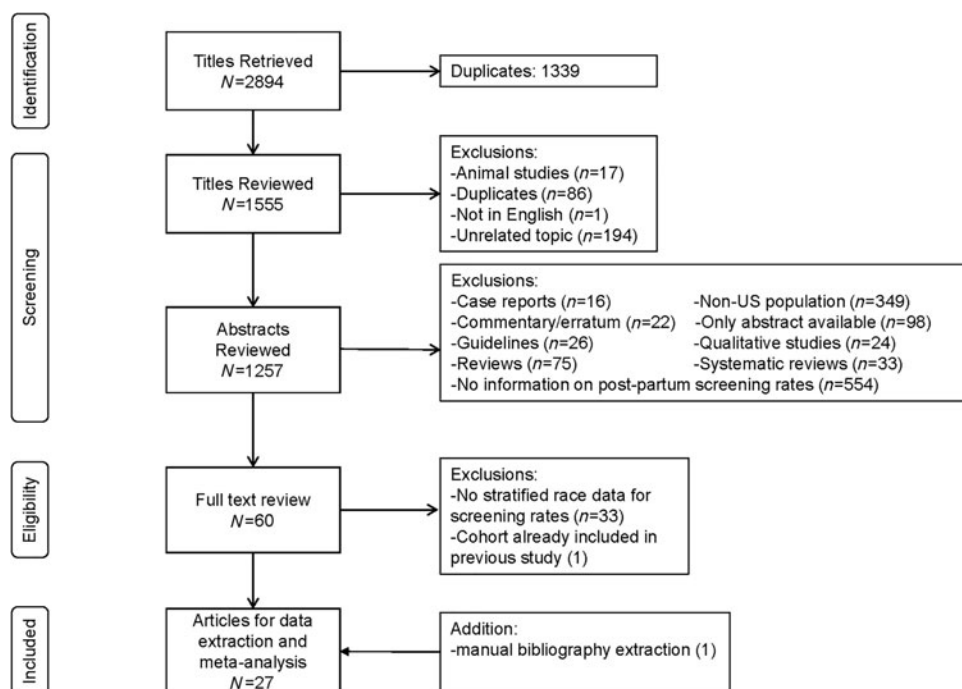 Identification
Titles Retrieved
N=2894
Duplicates: 1339
Screening
Titles Reviewed
N=1555
Exclusions:
-Animal studies (n=17)
-Duplicates (n=86)
-Not in English (n=1)
-Unrelated topic (n=194)
Abstracts
Reviewed
N=1257
Exclusions:
-Case reports (n=16)
-Commentary/erratum (n=22)
-Guidelines (n=26)
-Reviews (n=75)
-Non-US population (n=349)
-Only abstract available (n=98)
-Qualitative studies (n=24)
-Systematic reviews (n=33)
-No information on post-partum screening rates (n=554)
Eligibility
Full text review
N=60
Exclusions:
-No stratified race data for
screening rates (n=33)
-Cohort already included in
previous study (1)
Included
Articles for data
extraction and
meta-analysis
N=27
Addition:
-manual bibliography extraction (1)